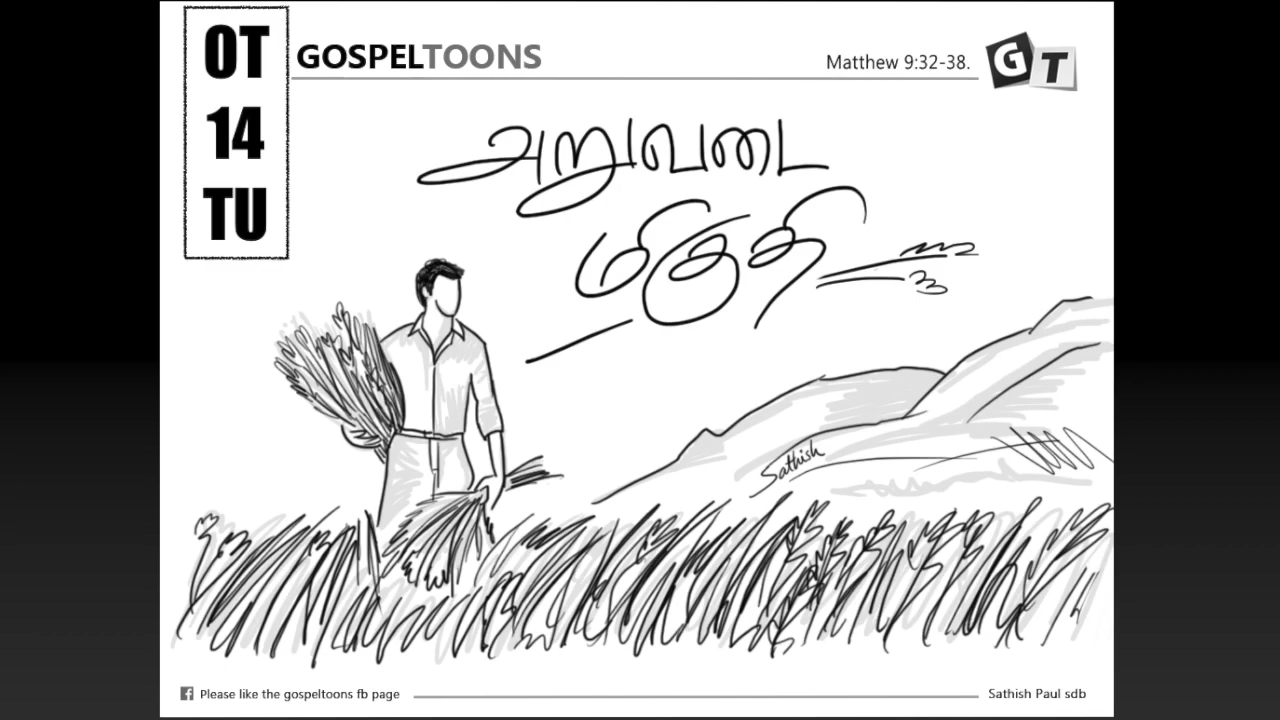 OT
14
TU
GOSPELTOONS
Matthew 9:32-38.
GT
அறுவடை
மிகுதி
Sathish
Please like the gospeltoons fb page
Sathish Paul sdb